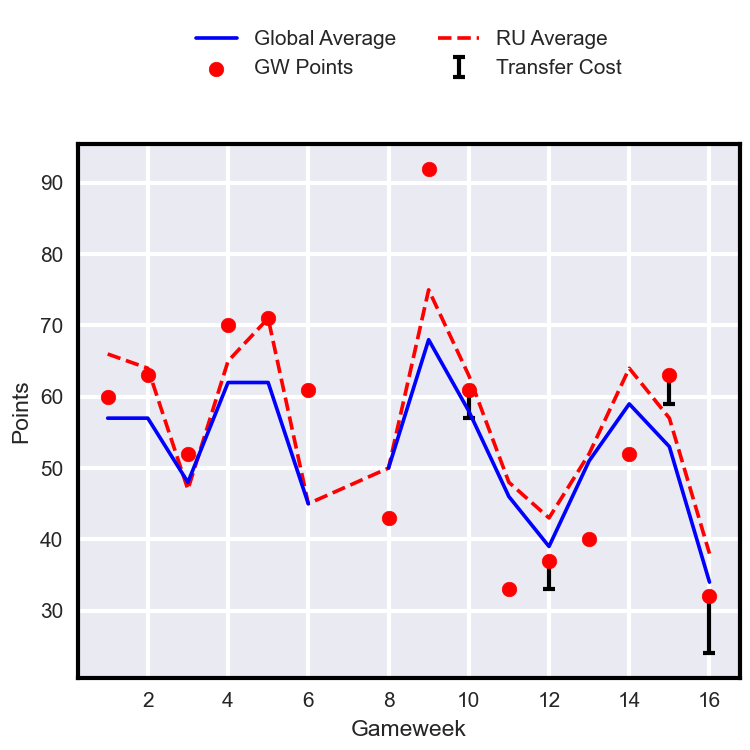 Global Average
RU Average
GW Points
Transfer Cost
90
80
70
60
50
40
30
Points
2 4 6 8 10 12 14 16
Gameweek